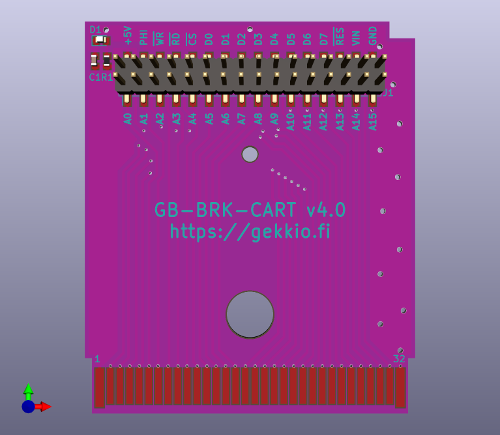 D1
+5V PHI WR RD CS D0 D1 D2 D3 D4 D5 D6 D7 RES VIN GND
C1R1
J1
A0 A1 A2 A3 A4 A5 A6 A7 A8 A9 A10 A11 A12 A13 A14 A15
GB-BRK-CART v4.0
https://gekkio.fi
1 32